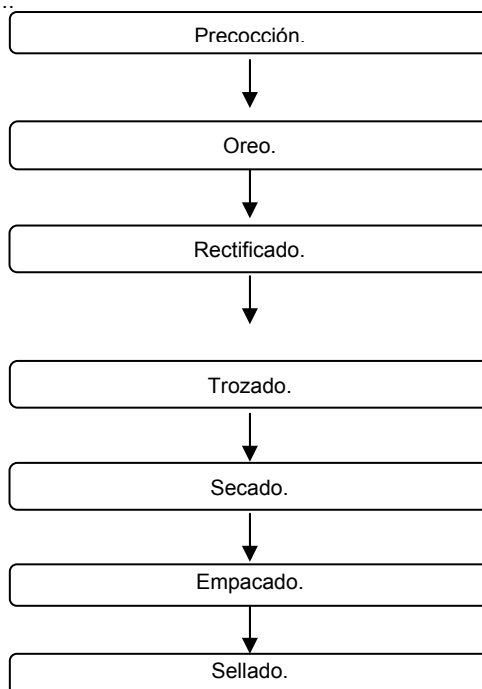 ..
Precocción.
Oreo.
Rectificado.
Trozado.
Secado.
Empacado.
Sellado.